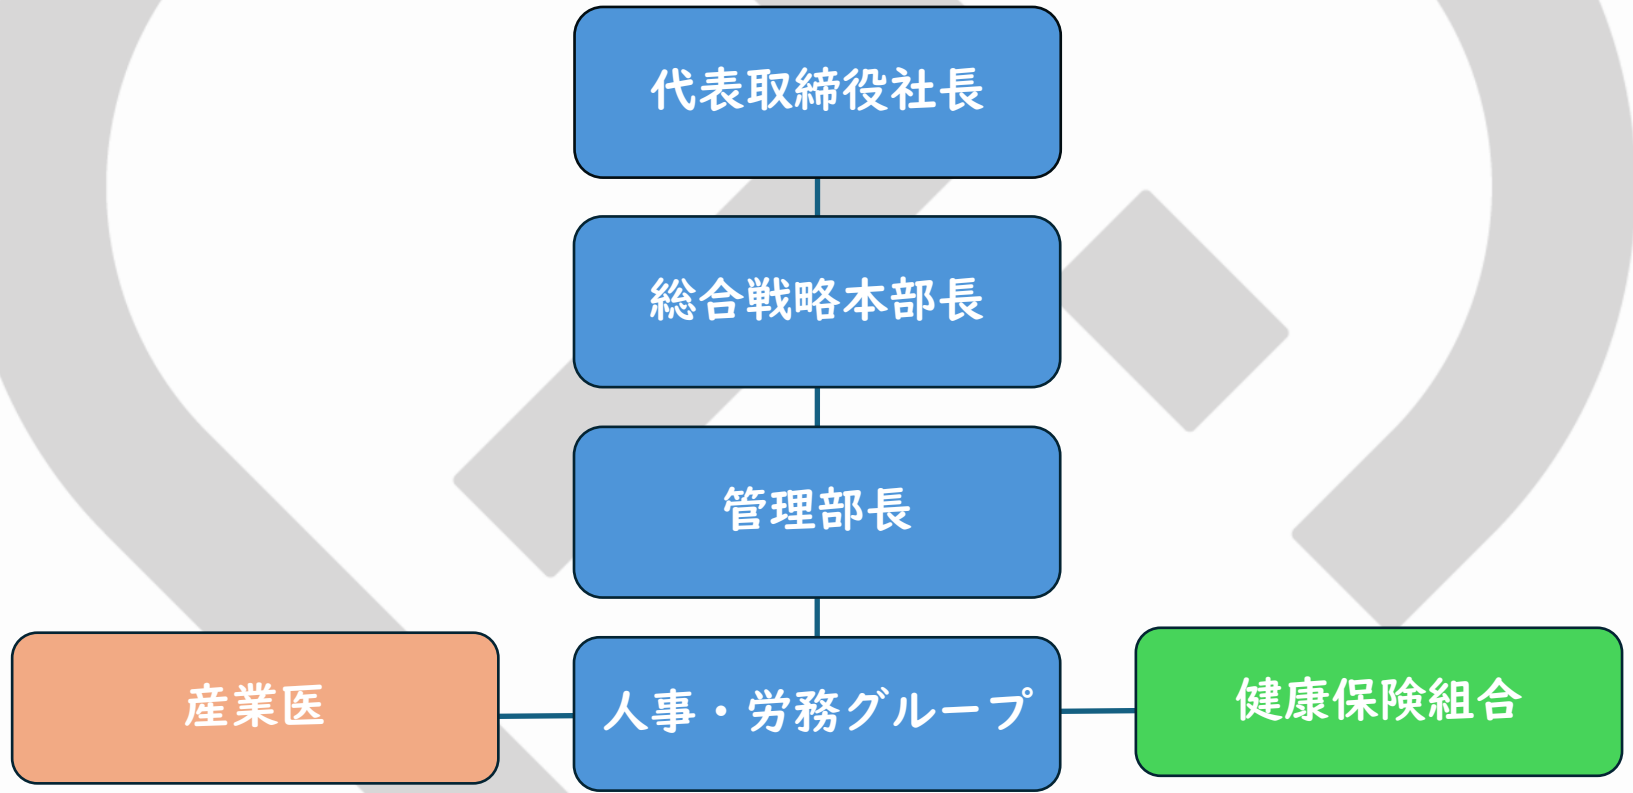 代表取締役社長
総合戦略本部長
管理部長
産業医
人事・労務グループ
健康保険組合